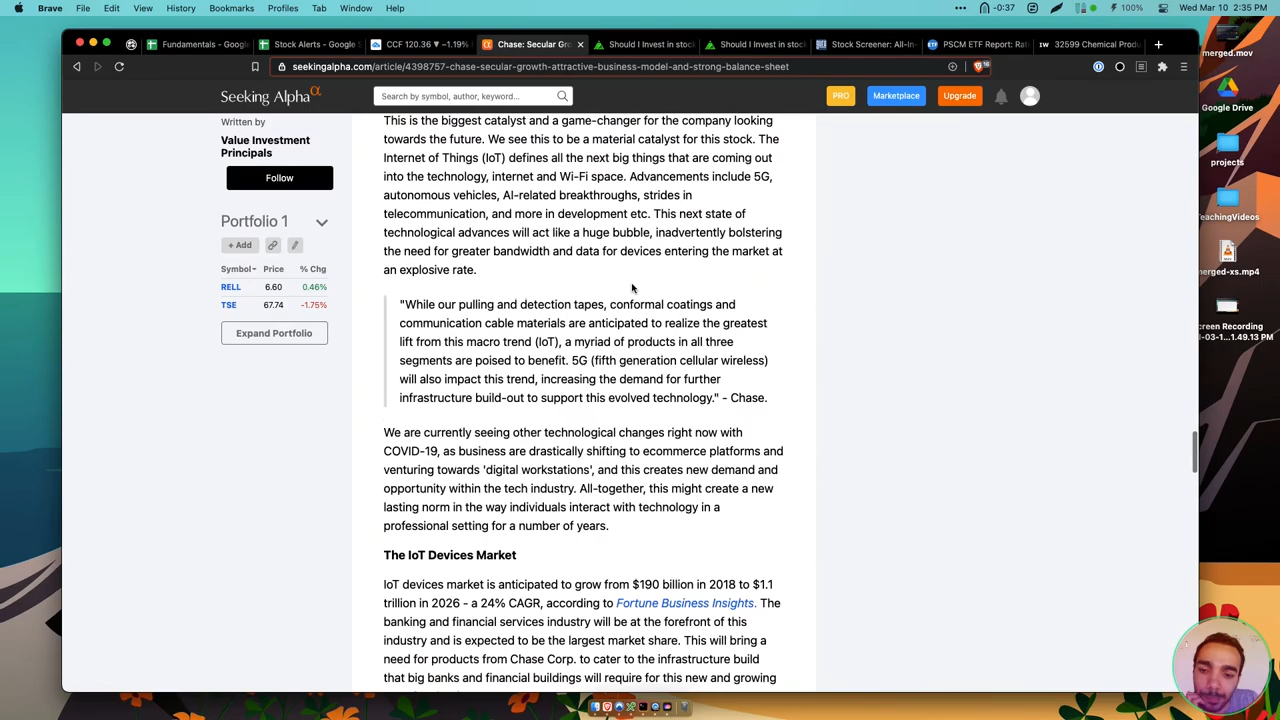 Brave File Edit View History Bookmarks Profiles Tab Window Help
-0:37 100% Wed Mar 10 2:35 PM
Fundamentals - Google
Stock Alerts - Google S
CCF 120.36 ▼ −1.19%
Chase: Secular Gro
Should I Invest in stock
Should I Invest in stoc
Stock Screener: All-In-
PSCM ETF Report: Rat
32599 Chemical Produ
seekingalpha.com/article/4398757-chase-secular-growth-attractive-business-model-and-strong-balance-sheet
16
Seeking Alpha α
Search by symbol, author, keyword...
PRO
Marketplace
Upgrade
Written by
Value Investment
Principals
Follow
Portfolio 1
+ Add
Symbol Price % Chg
RELL 6.60 0.46%
TSE 67.74 -1.75%
Expand Portfolio
This is the biggest catalyst and a game-changer for the company looking
towards the future. We see this to be a material catalyst for this stock. The
Internet of Things (IoT) defines all the next big things that are coming out
into the technology, internet and Wi-Fi space. Advancements include 5G,
autonomous vehicles, AI-related breakthroughs, strides in
telecommunication, and more in development etc. This next state of
technological advances will act like a huge bubble, inadvertently bolstering
the need for greater bandwidth and data for devices entering the market at
an explosive rate.
"While our pulling and detection tapes, conformal coatings and
communication cable materials are anticipated to realize the greatest
lift from this macro trend (IoT), a myriad of products in all three
segments are poised to benefit. 5G (fifth generation cellular wireless)
will also impact this trend, increasing the demand for further
infrastructure build-out to support this evolved technology." - Chase.
We are currently seeing other technological changes right now with
COVID-19, as business are drastically shifting to ecommerce platforms and
venturing towards 'digital workstations', and this creates new demand and
opportunity within the tech industry. All-together, this might create a new
lasting norm in the way individuals interact with technology in a
professional setting for a number of years.
The IoT Devices Market
IoT devices market is anticipated to grow from $190 billion in 2018 to $1.1
trillion in 2026 - a 24% CAGR, according to Fortune Business Insights. The
banking and financial services industry will be at the forefront of this
industry and is expected to be the largest market share. This will bring a
need for products from Chase Corp. to cater to the infrastructure build
that big banks and financial buildings will require for this new and growing
merged.mov
Google Drive
projects
TeachingVideos
merged-xs.mp4
creen Recording
-03-1...1.49.13 PM